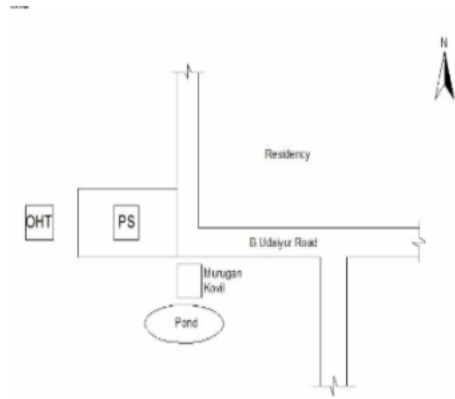 N
Residency
OHT
PS
B.Udaiyur Road
Murugan
Kovil
Pond